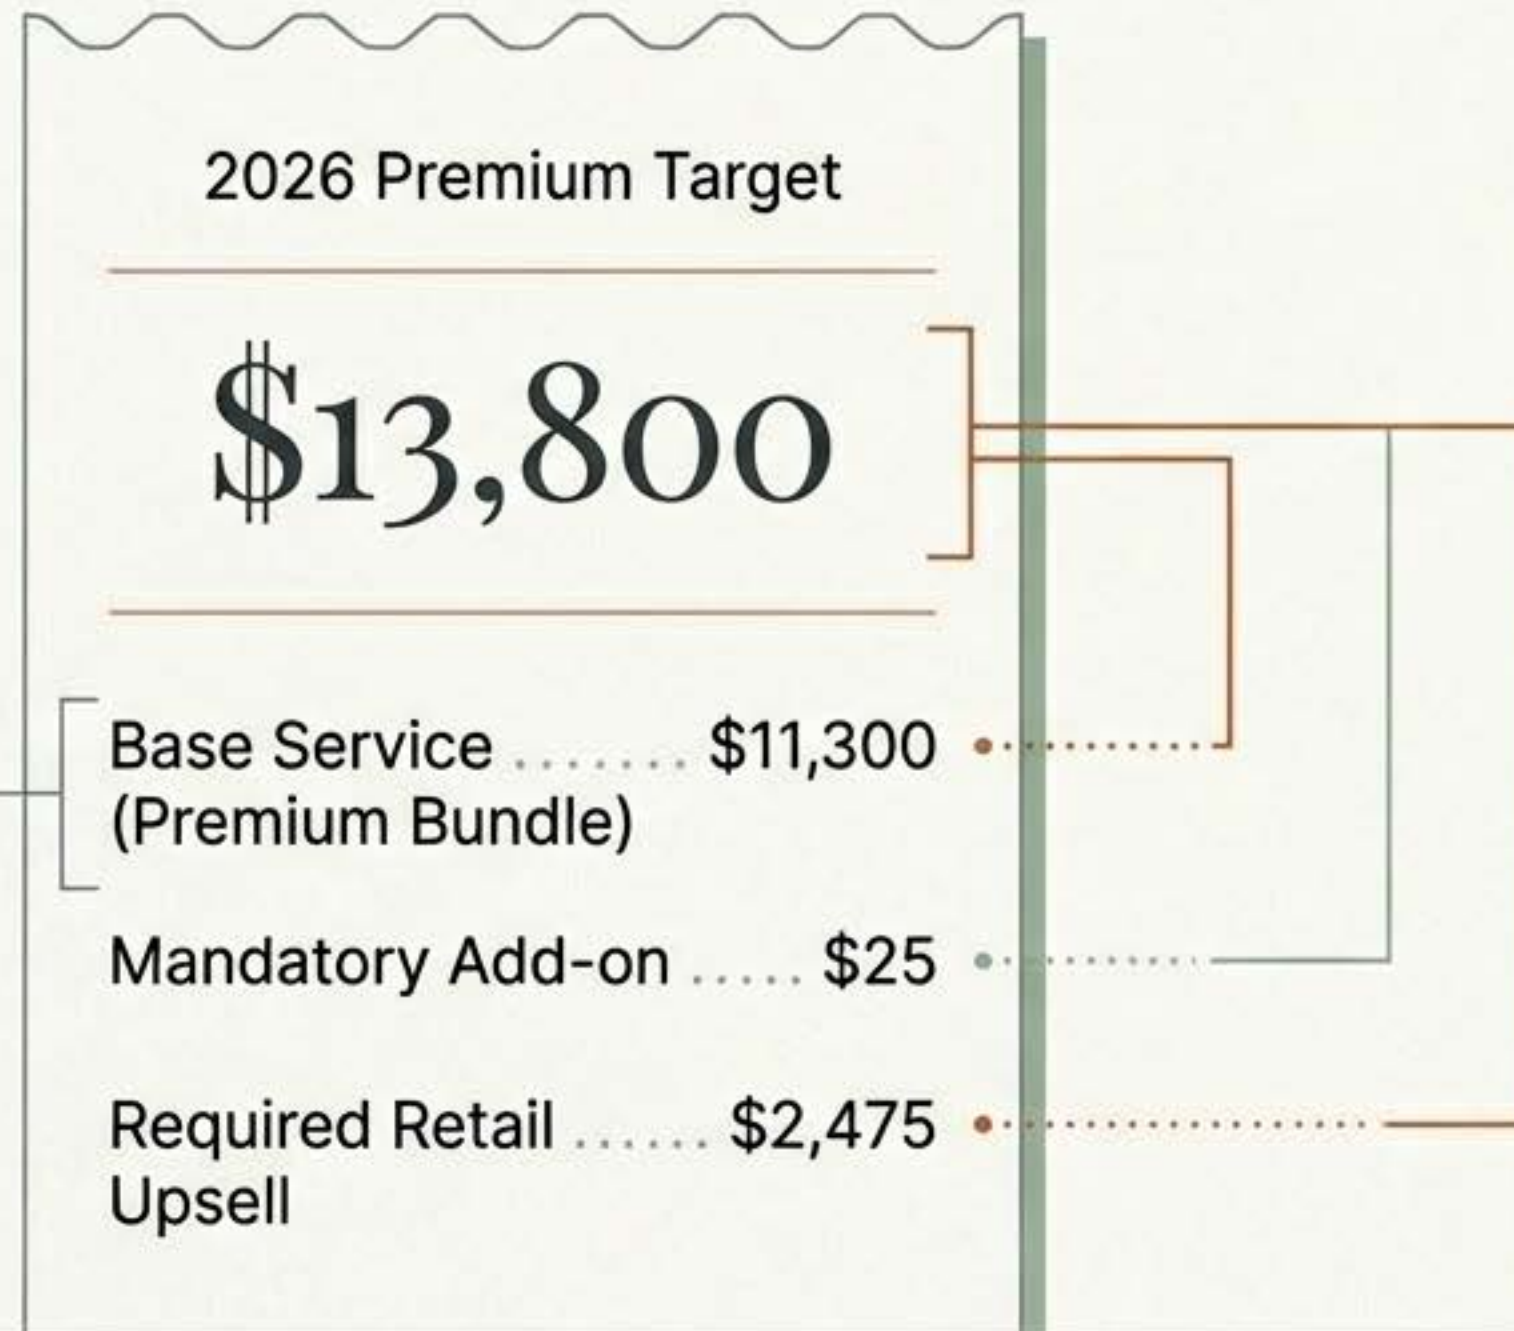 2026 Premium Target
$13,800
Base Service ....... $11,300
(Premium Bundle)
Mandatory Add-on ..... $25
Required Retail ...... $2,475
Upsell